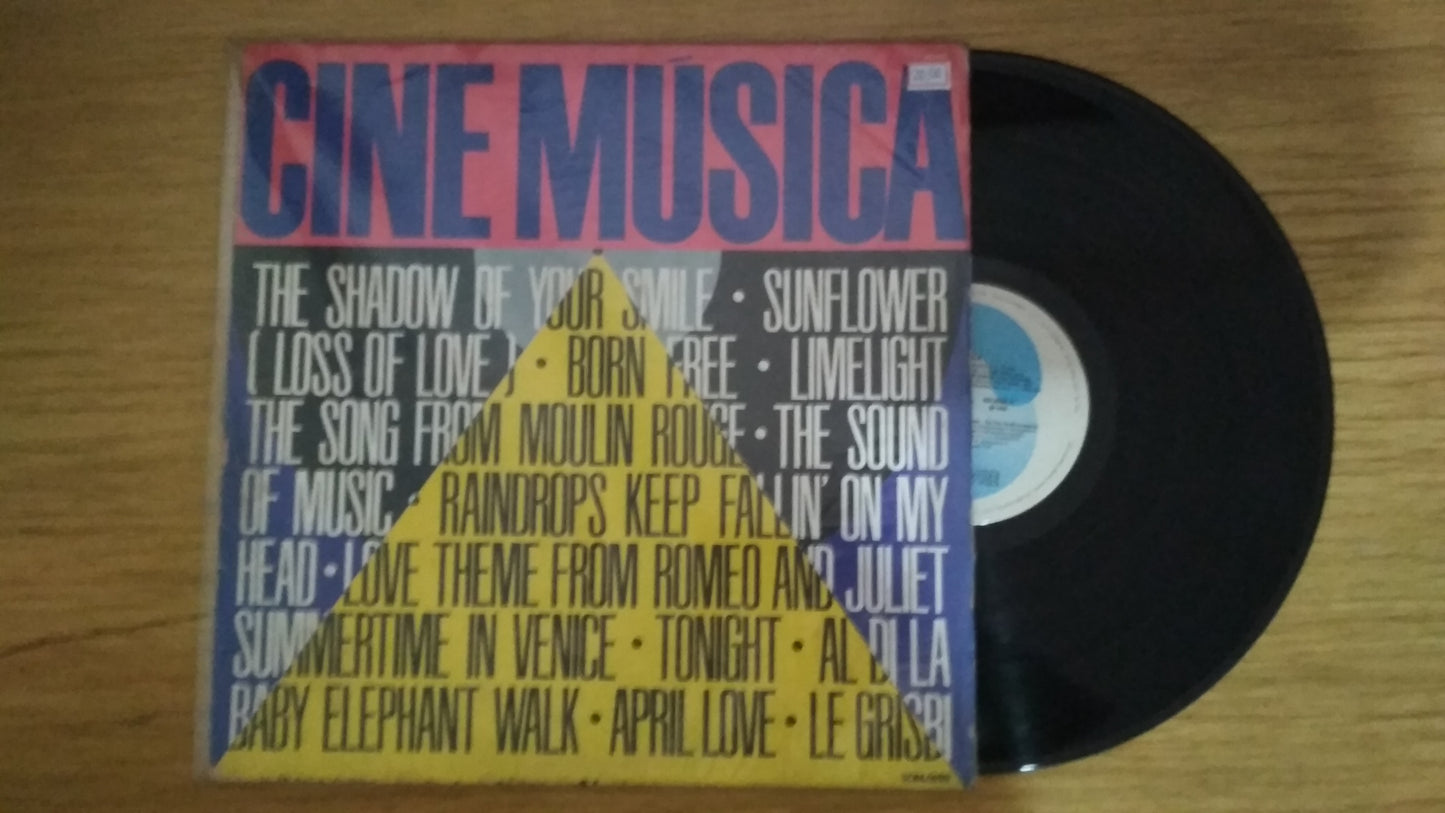 CINE MÚSICA
20,00
THE SHADOW OF YOUR SMILE • SUNFLOWER
( LOSS OF LOVE ) • BORN FREE • LIMELIGHT
THE SONG FROM MOULIN ROUGE • THE SOUND
OF MUSIC • RAINDROPS KEEP FALLIN' ON MY
HEAD • LOVE THEME FROM ROMEO AND JULIET
SUMMERTIME IN VENICE • TONIGHT • AL DI LA
BABY ELEPHANT WALK • APRIL LOVE • LE GRISBI